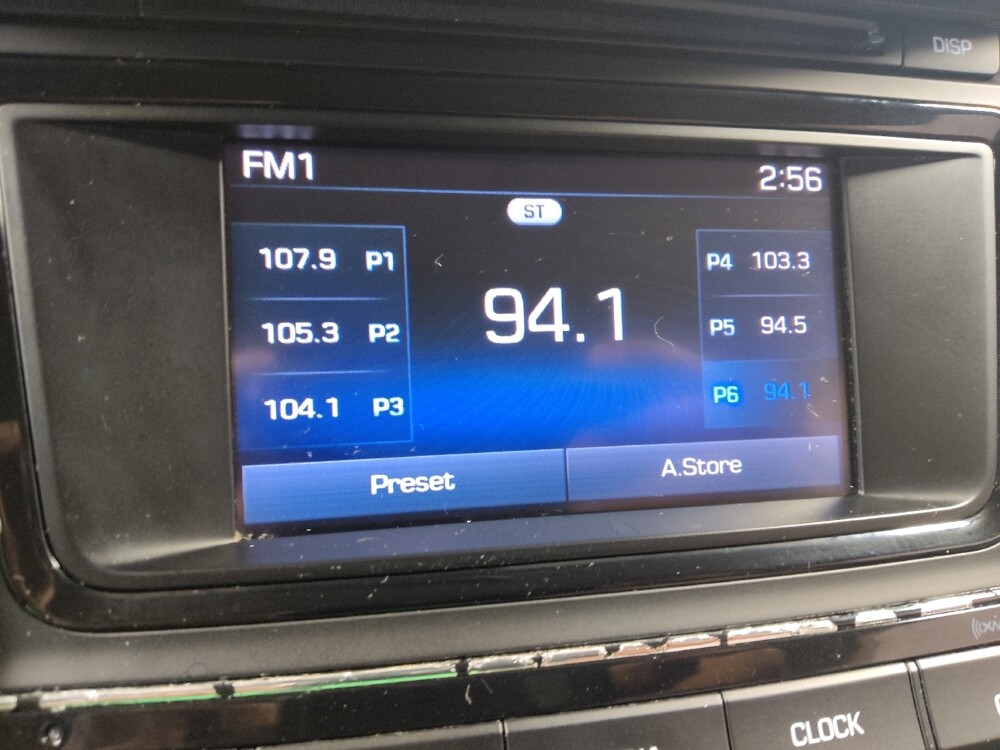 DISP
FM1 2:56
ST
107.9 P1
105.3 P2
104.1 P3
94.1
P4 103.3
P5 94.5
P6 94.1
Preset A.Store
CLOCK